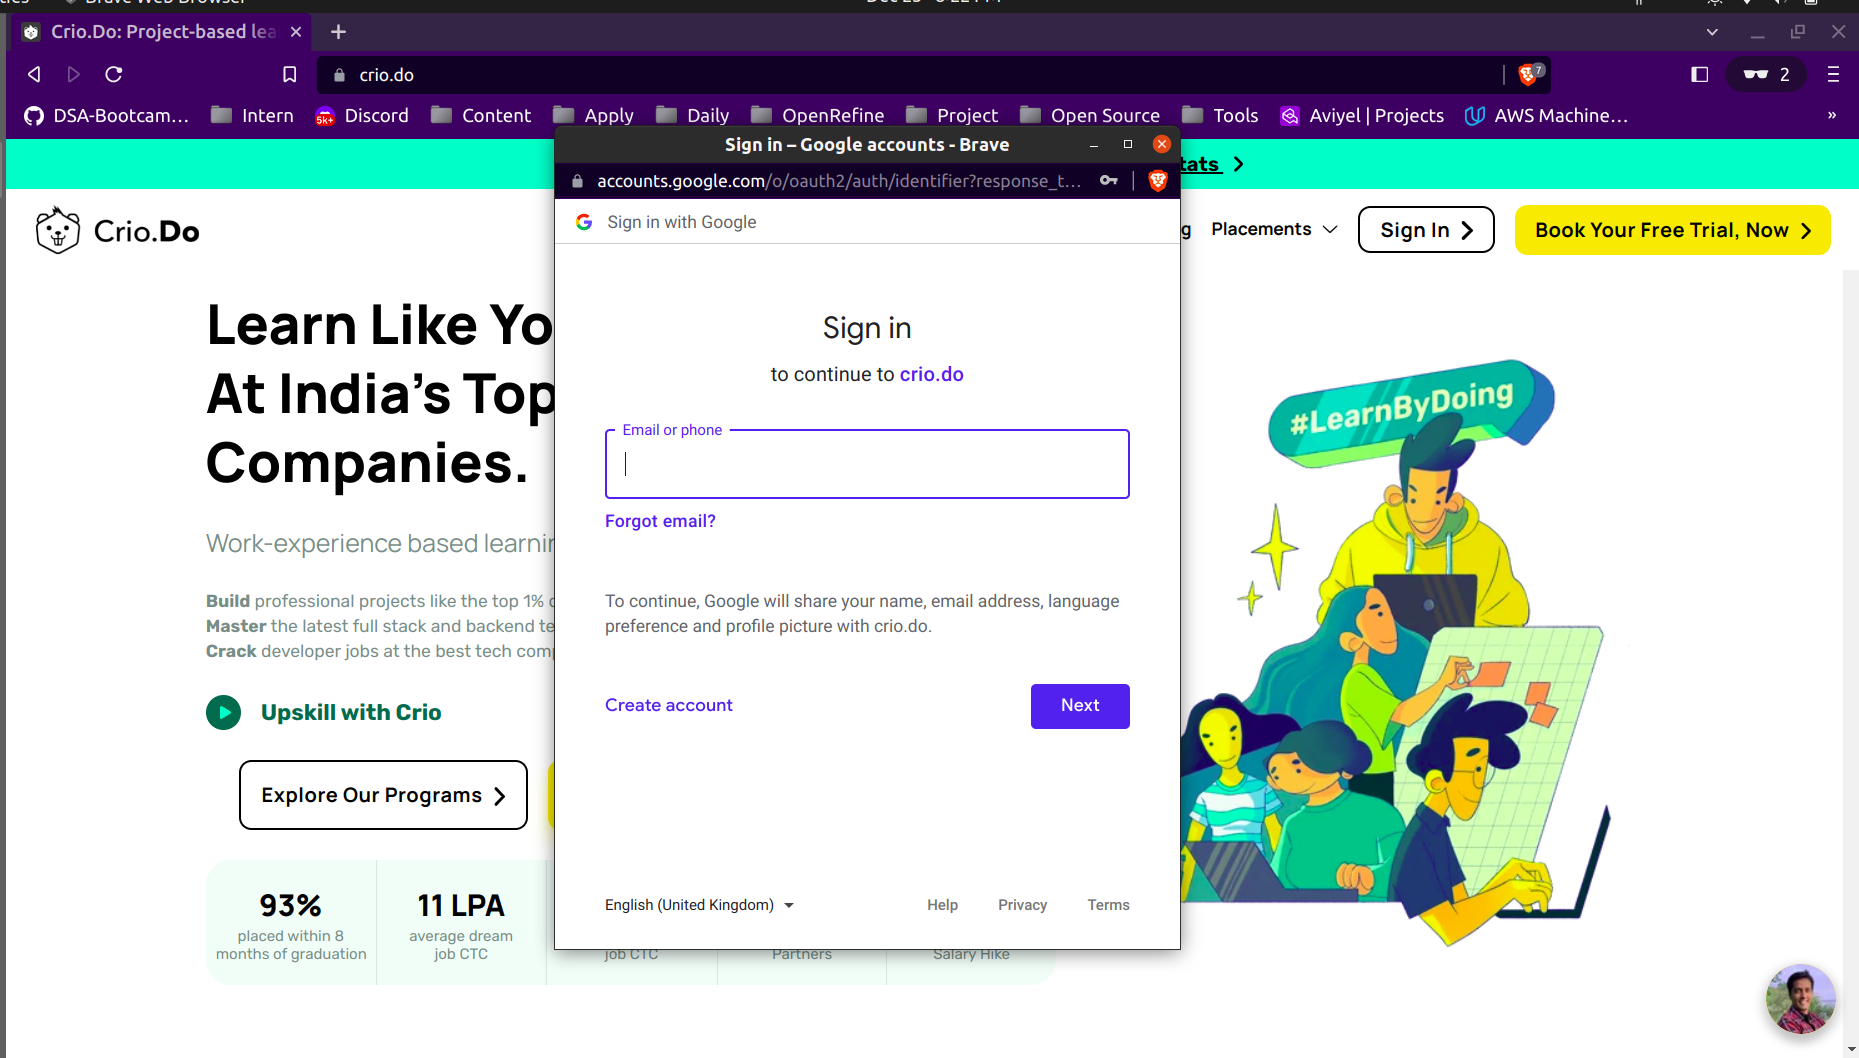 Brave Web Browser
Crio.Do: Project-based lea
crio.do
7
2
DSA-Bootcam...
Intern
5k+
Discord
Content
Apply
Daily
OpenRefine
Project
Open Source
Tools
Aviyel | Projects
AWS Machine...
»
Sign in – Google accounts - Brave
accounts.google.com/o/oauth2/auth/identifier?response_t...
Sign in with Google
Sign in
to continue to crio.do
Email or phone
Forgot email?
To continue, Google will share your name, email address, language
preference and profile picture with crio.do.
Create account
Next
English (United Kingdom)
Help
Privacy
Terms
tats
Crio.Do
g
Placements
Sign In
Book Your Free Trial, Now
Learn Like Yo
At India's Top
Companies.
Work-experience based learnin
Build professional projects like the top 1%
Master the latest full stack and backend te
Crack developer jobs at the best tech comp
Upskill with Crio
Explore Our Programs
93%
placed within 8
months of graduation
11 LPA
average dream
job CTC
job CTC
Partners
Salary Hike
#LearnByDoing